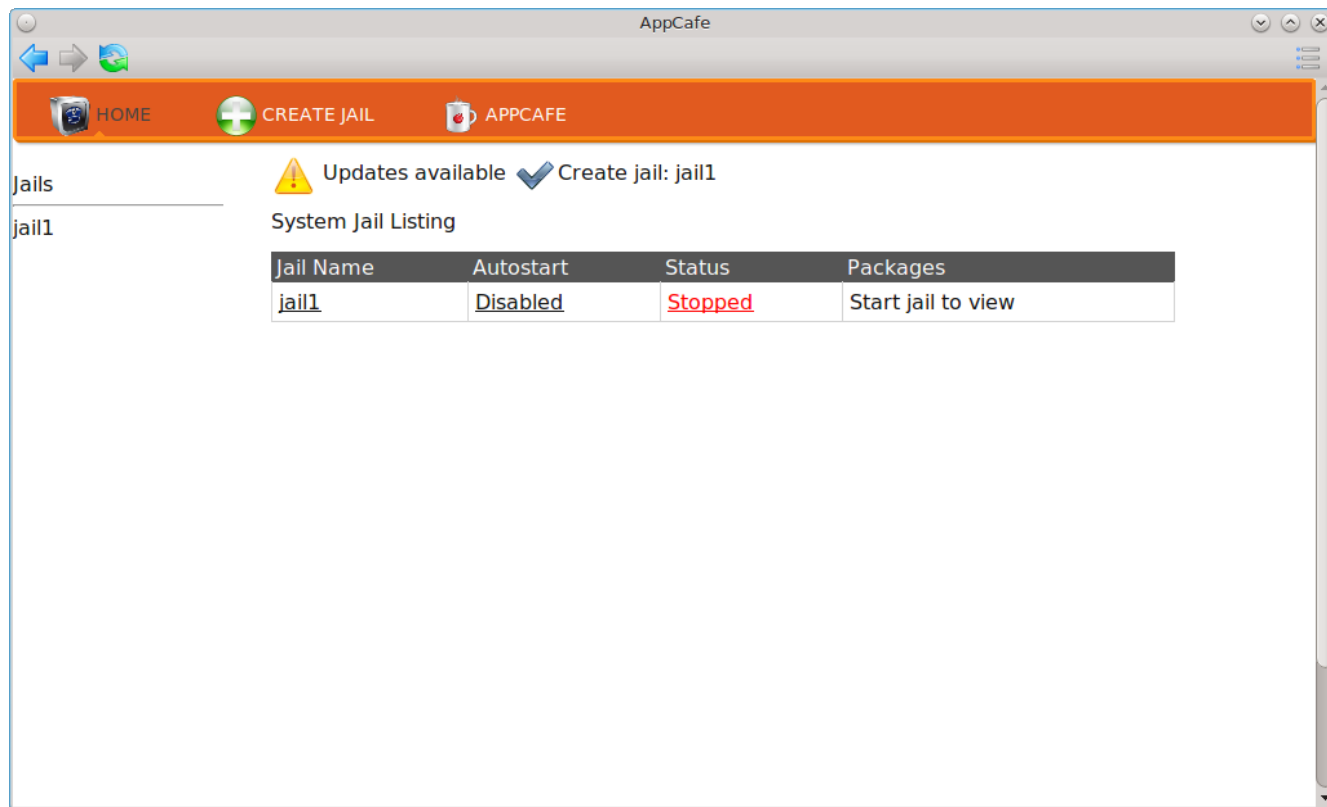 AppCafe
HOME CREATE JAIL APPCAFE
Jails
jail1
Updates available Create jail: jail1
System Jail Listing
Jail Name Autostart Status Packages
jail1 Disabled Stopped Start jail to view